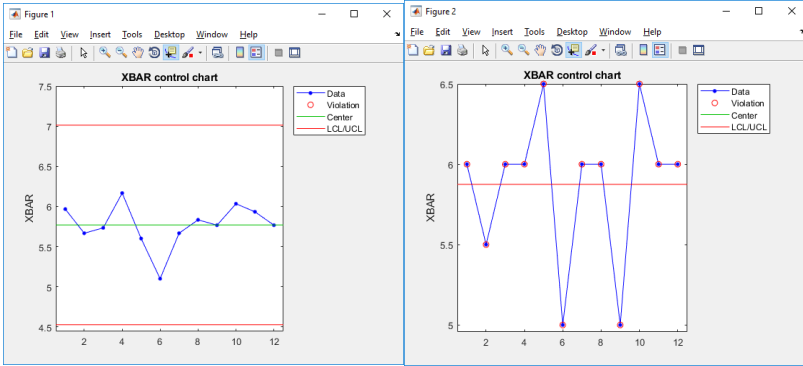 Figure 1
File Edit View Insert Tools Desktop Window Help
XBAR control chart
7.5
7
6.5
6
5.5
5
4.5
XBAR
2 4 6 8 10 12
Data
Violation
Center
LCL/UCL
Figure 2
File Edit View Insert Tools Desktop Window Help
XBAR control chart
6.5
6
5.5
5
XBAR
2 4 6 8 10 12
Data
Violation
Center
LCL/UCL